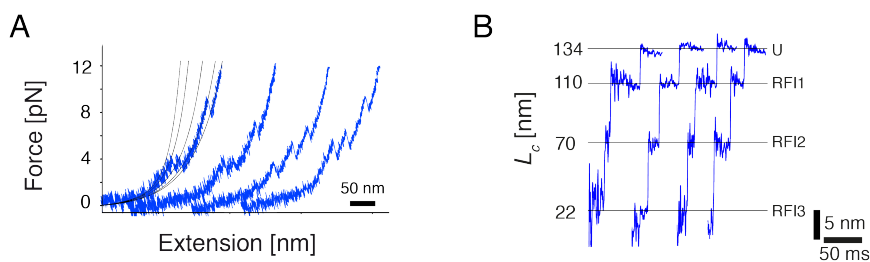 A
Force [pN]
12
8
4
0
50 nm
Extension [nm]
B
Lc [nm]
134
110
70
22
U
RFI1
RFI2
RFI3
5 nm
50 ms